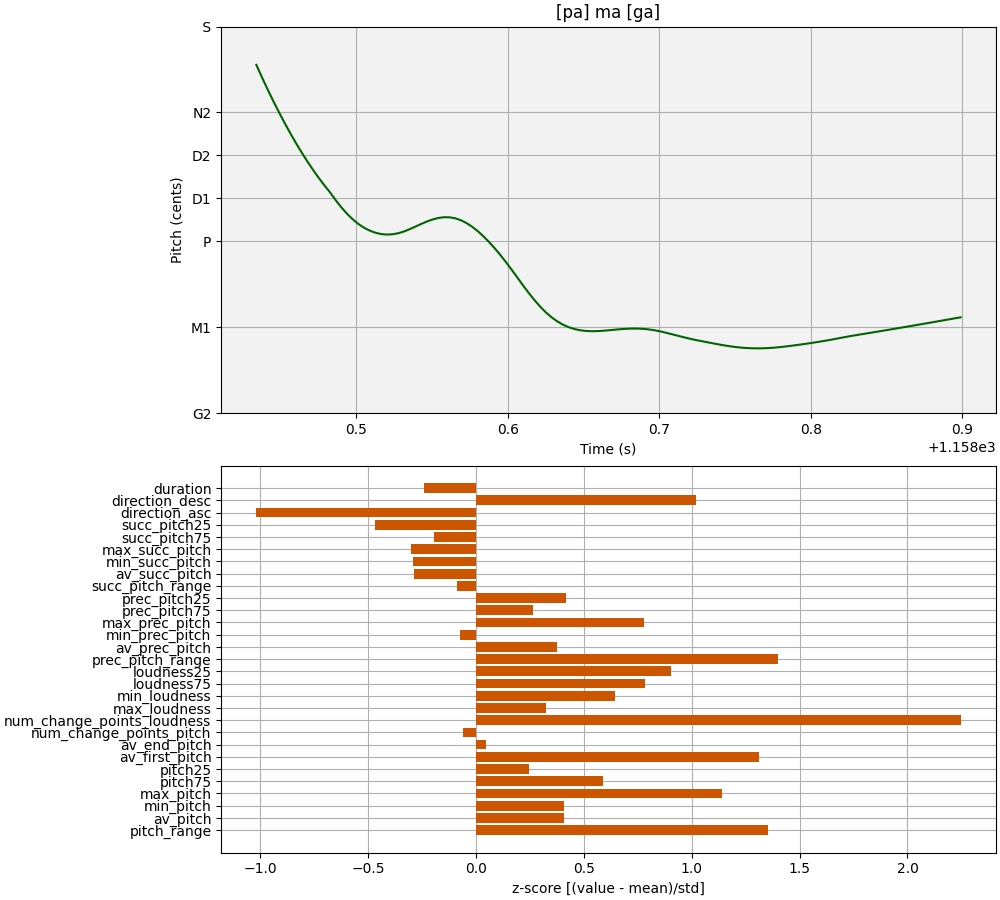 [pa] ma [ga]
S
N2
D2
D1
P
M1
G2
Pitch (cents)
0.5 0.6 0.7 0.8 0.9
Time (s)
+1.158e3
duration
direction_desc
direction_asc
succ_pitch25
succ_pitch75
max_succ_pitch
min_succ_pitch
av_succ_pitch
succ_pitch_range
prec_pitch25
prec_pitch75
max_prec_pitch
min_prec_pitch
av_prec_pitch
prec_pitch_range
loudness25
loudness75
min_loudness
max_loudness
num_change_points_loudness
num_change_points_pitch
av_end_pitch
av_first_pitch
pitch25
pitch75
max_pitch
min_pitch
av_pitch
pitch_range
−1.0 −0.5 0.0 0.5 1.0 1.5 2.0
z-score [(value - mean)/std]